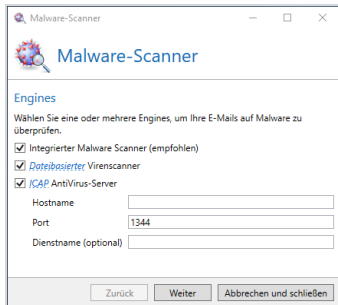 Malware-Scanner
Malware-Scanner
Engines
Wählen Sie eine oder mehrere Engines, um Ihre E-Mails auf Malware zu
überprüfen.
Integrierter Malware Scanner (empfohlen)
Dateibasierter Virenscanner
ICAP AntiVirus-Server
Hostname
Port 1344
Dienstname (optional)
Zurück Weiter Abbrechen und schließen